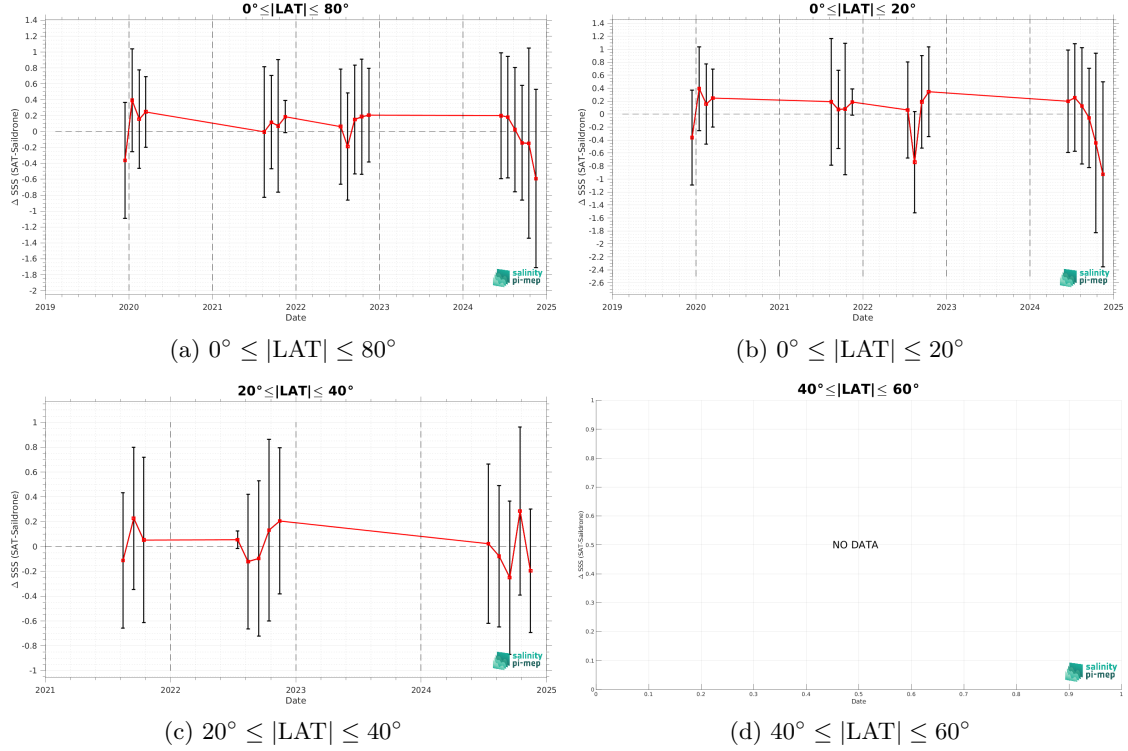 0°≤|LAT|≤ 80°
Δ SSS (SAT-Saildrone)
1.4
1.2
1
0.8
0.6
0.4
0.2
0
-0.2
-0.4
-0.6
-0.8
-1
-1.2
-1.4
-1.6
-1.8
-2
2019 2020 2021 2022 2023 2024 2025
Date
salinity
pi-mep
(a) 0° ≤ |LAT| ≤ 80°
0°≤|LAT|≤ 20°
Δ SSS (SAT-Saildrone)
1.4
1.2
1
0.8
0.6
0.4
0.2
0
-0.2
-0.4
-0.6
-0.8
-1
-1.2
-1.4
-1.6
-1.8
-2
-2.2
-2.4
-2.6
2019 2020 2021 2022 2023 2024 2025
Date
salinity
pi-mep
(b) 0° ≤ |LAT| ≤ 20°
20°≤|LAT|≤ 40°
Δ SSS (SAT-Saildrone)
1
0.8
0.6
0.4
0.2
0
-0.2
-0.4
-0.6
-0.8
-1
2021 2022 2023 2024 2025
Date
salinity
pi-mep
(c) 20° ≤ |LAT| ≤ 40°
40°≤|LAT|≤ 60°
Δ SSS (SAT-Saildrone)
1
0.9
0.8
0.7
0.6
0.5
0.4
0.3
0.2
0.1
0
NO DATA
0 0.1 0.2 0.3 0.4 0.5 0.6 0.7 0.8 0.9 1
Date
salinity
pi-mep
(d) 40° ≤ |LAT| ≤ 60°